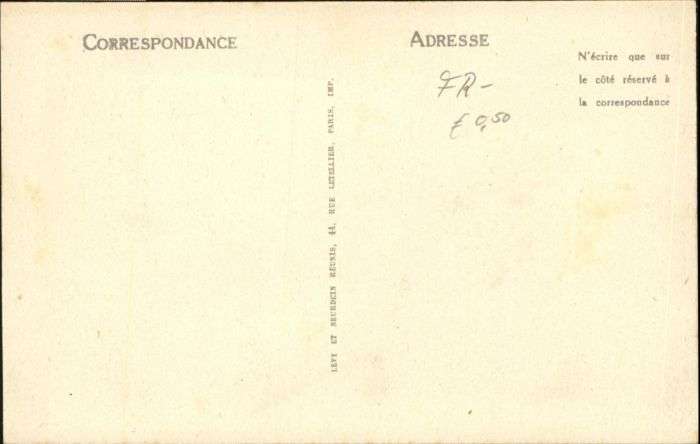 CORRESPONDANCE
ADRESSE
N'écrire que sur
le côté réservé à
la correspondance
FR-
£ 0,50
LÉVY ET NEURDEIN RÉUNIS, 44, RUE LETELLIER, PARIS, IMP.